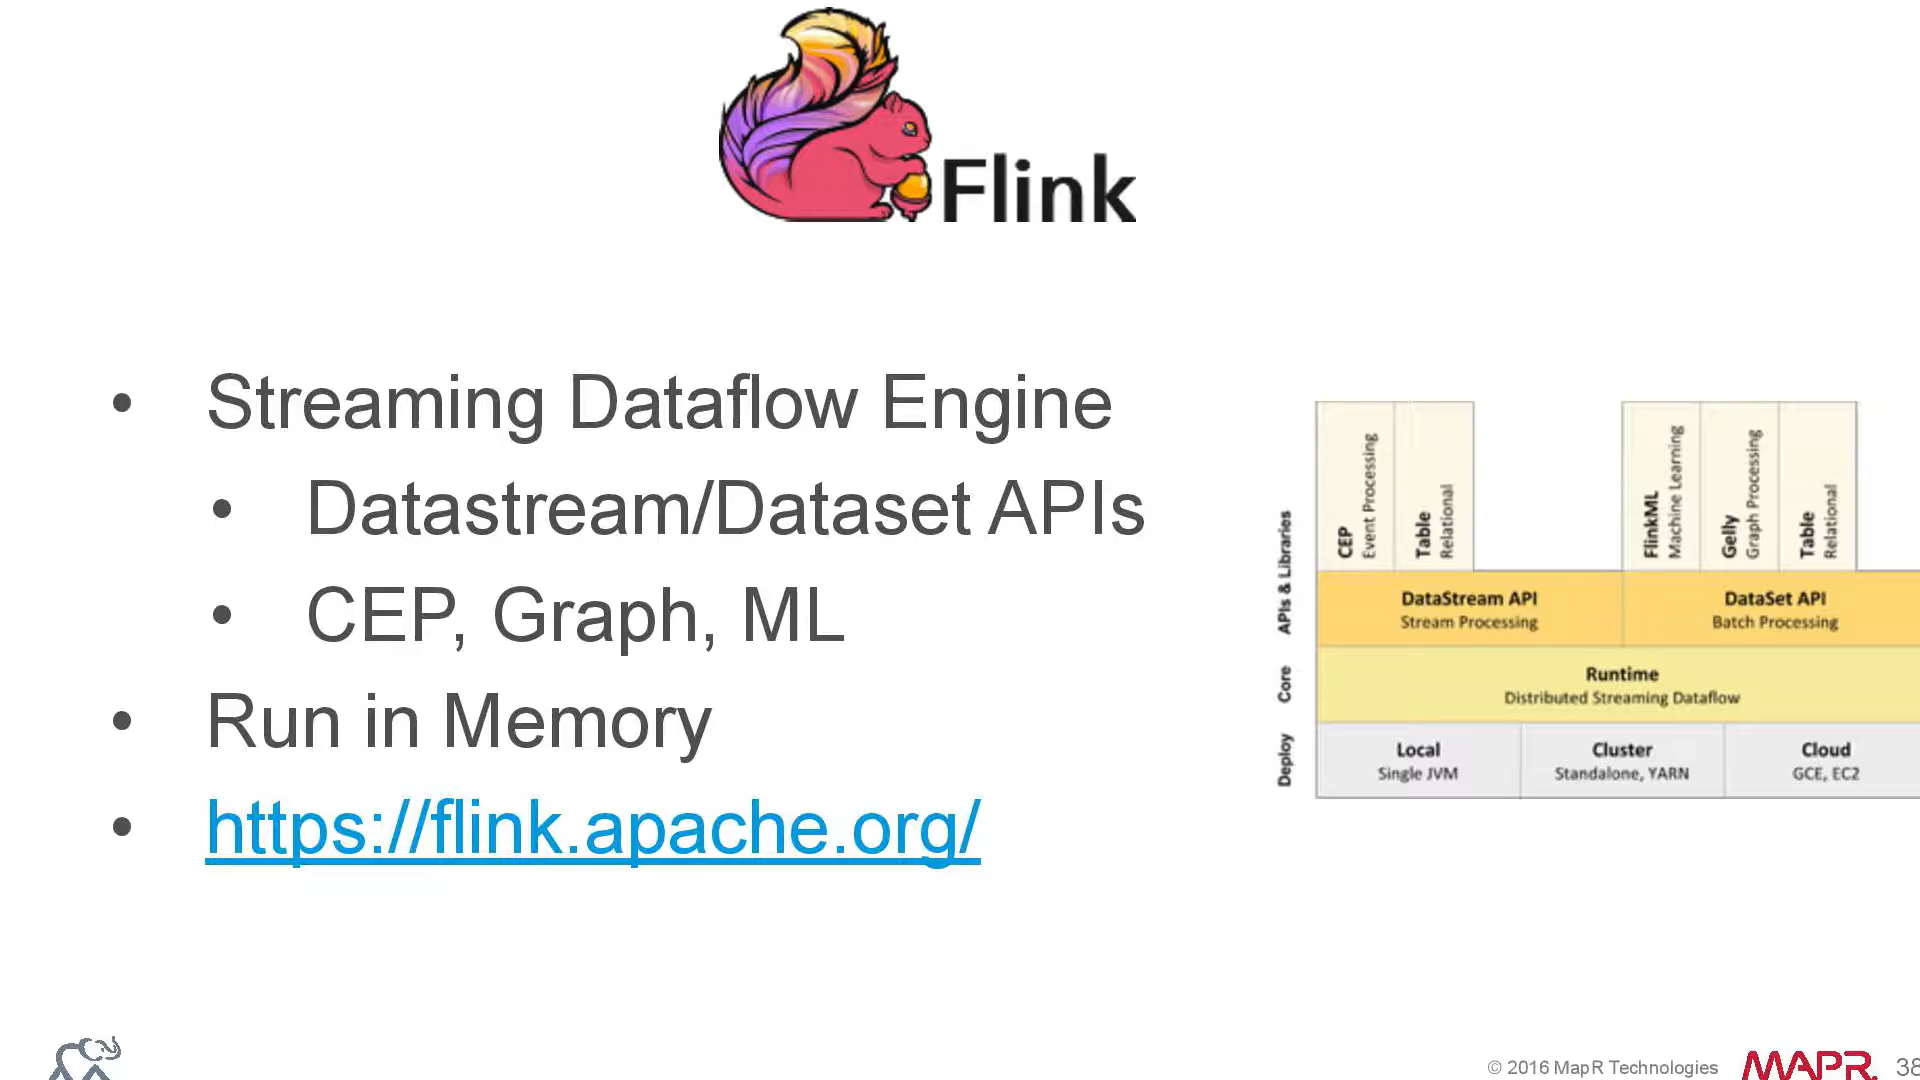 Flink
• Streaming Dataflow Engine
• Datastream/Dataset APIs
• CEP, Graph, ML
• Run in Memory
• https://flink.apache.org/
APIs & Libraries
Core
Deploy
CEP
Event Processing
Table
Relational
FlinkML
Machine Learning
Gelly
Graph Processing
Table
Relational
DataStream API
Stream Processing
DataSet API
Batch Processing
Runtime
Distributed Streaming Dataflow
Local
Single JVM
Cluster
Standalone, YARN
Cloud
GCE, EC2
© 2016 MapR Technologies
MAPR.
38